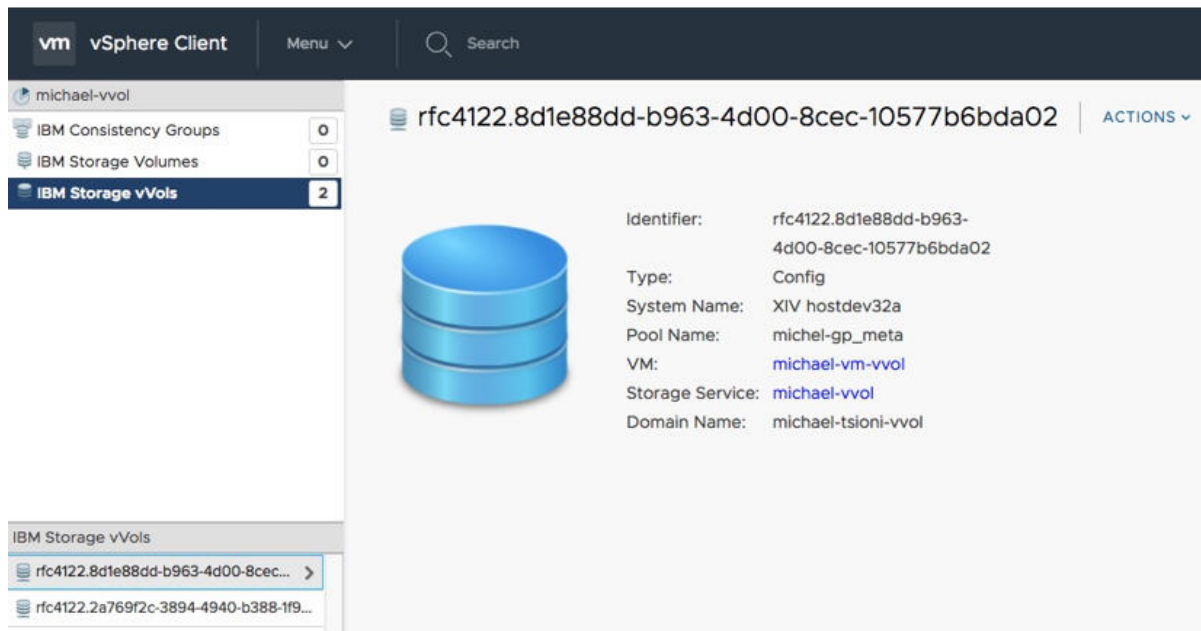 vm vSphere Client Menu Search
michael-vvol
IBM Consistency Groups 0
IBM Storage Volumes 0
IBM Storage vVols 2
rfc4122.8d1e88dd-b963-4d00-8cec-10577b6bda02 ACTIONS
Identifier: rfc4122.8d1e88dd-b963-
4d00-8cec-10577b6bda02
Type: Config
System Name: XIV hostdev32a
Pool Name: michel-gp_meta
VM: michael-vm-vvol
Storage Service: michael-vvol
Domain Name: michael-tsioni-vvol
IBM Storage vVols
rfc4122.8d1e88dd-b963-4d00-8cec...
rfc4122.2a769f2c-3894-4940-b388-1f9...